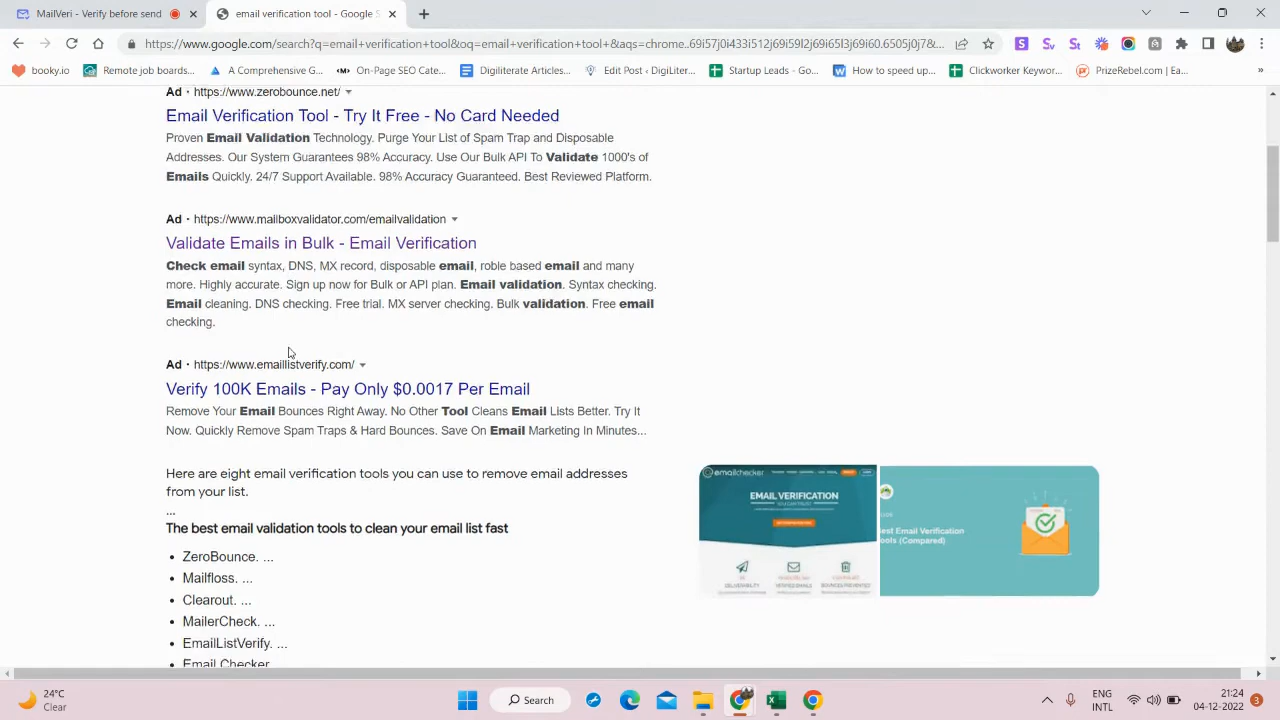 MailVeri - Verify before send
email verification tool - Google S
https://www.google.com/search?q=email+verification+tool&oq=email+verification+tool+&aqs=chrome..69i57j0i433i512j69i59l2j69i65l3j69i60.6505j0j7&...
booky.io
Remote job boards...
A Comprehensive G...
On-Page SEO Cate...
Digiliterate Articles...
Edit Post ‹ DigiLiter...
Startup Leads - Go...
How to speed up...
Clickworker Keywor...
PrizeRebel.com | Ea...
Ad · https://www.zerobounce.net/
Email Verification Tool - Try It Free - No Card Needed
Proven Email Validation Technology. Purge Your List of Spam Trap and Disposable
Addresses. Our System Guarantees 98% Accuracy. Use Our Bulk API To Validate 1000's of
Emails Quickly. 24/7 Support Available. 98% Accuracy Guaranteed. Best Reviewed Platform.
Ad · https://www.mailboxvalidator.com/emailvalidation
Validate Emails in Bulk - Email Verification
Check email syntax, DNS, MX record, disposable email, roble based email and many
more. Highly accurate. Sign up now for Bulk or API plan. Email validation. Syntax checking.
Email cleaning. DNS checking. Free trial. MX server checking. Bulk validation. Free email
checking.
Ad · https://www.emaillistverify.com/
Verify 100K Emails - Pay Only $0.0017 Per Email
Remove Your Email Bounces Right Away. No Other Tool Cleans Email Lists Better. Try It
Now. Quickly Remove Spam Traps & Hard Bounces. Save On Email Marketing In Minutes...
Here are eight email verification tools you can use to remove email addresses
from your list.
...
The best email validation tools to clean your email list fast
• ZeroBounce. ...
• Mailfloss. ...
• Clearout. ...
• MailerCheck. ...
• EmailListVerify. ...
• Email Checker
emailchecker
EMAIL VERIFICATION
est Email Verification
ools (Compared)
24°C
Clear
Search
ENG
INTL
21:24
04-12-2022
3